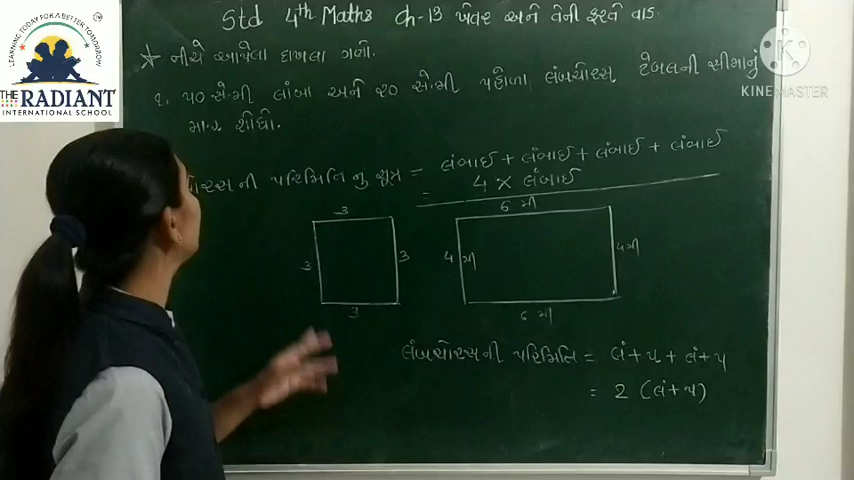 LEARNING TODAY FOR A BETTER TOMORROW
THE RADIANT
INTERNATIONAL SCHOOL
KINEMASTER
Std 4th Maths Ch-13 ખેતર અને તેની ફરતે વાડ
★ નીચે આપેલા દાખલા ગણો.
૧. ૫૦ સે.મી લાંબા અને ૨૦ સે.મી પહોળા લંબચોરસ ટેબલની સીમાનું
માપ શોધો.
ચોરસ ની પરિમિતિ નુ સૂત્ર = લંબાઈ + લંબાઈ + લંબાઈ + લંબાઈ
= 4 × લંબાઈ
3
3
3
3
6 મી
4 મી
4 મી
6 મી
લંબચોરસની પરિમિતિ = લં+પ + લં+પ
= 2 (લં+પ)